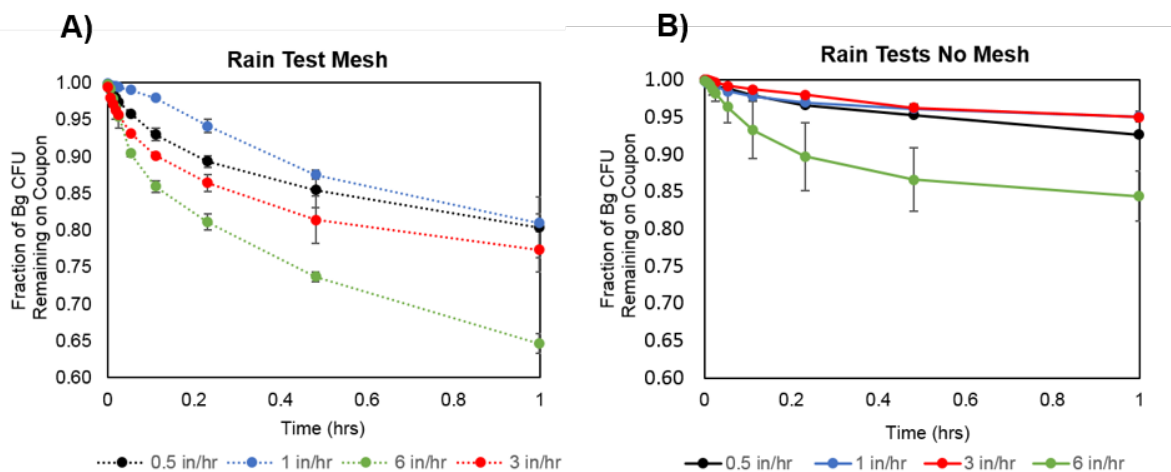 A)
Rain Test Mesh
1.00
0.95
0.90
0.85
0.80
0.75
0.70
0.65
0.60
Fraction of Bg CFU
Remaining on Coupon
0
0.2
0.4
0.6
0.8
1
Time (hrs)
0.5 in/hr
1 in/hr
6 in/hr
3 in/hr
B)
Rain Tests No Mesh
1.00
0.95
0.90
0.85
0.80
0.75
0.70
0.65
0.60
Fraction of Bg CFU
Remaining on Coupon
0
0.2
0.4
0.6
0.8
1
Time (hrs)
0.5 in/hr
1 in/hr
3 in/hr
6 in/hr